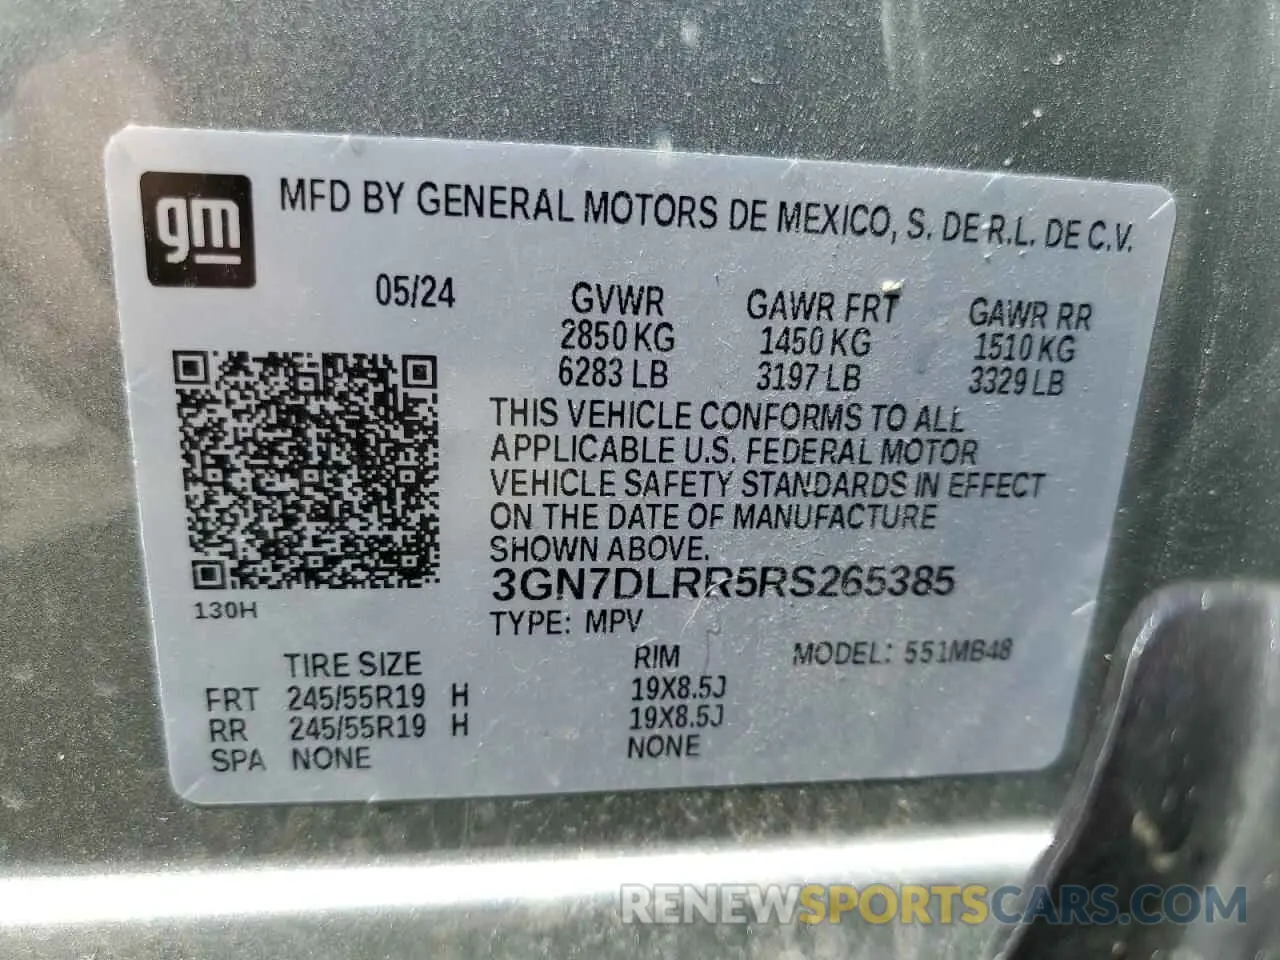 gm
MFD BY GENERAL MOTORS DE MEXICO, S. DE R.L. DE C.V.
05/24
GVWR GAWR FRT GAWR RR
2850 KG 1450 KG 1510 KG
6283 LB 3197 LB 3329 LB
THIS VEHICLE CONFORMS TO ALL
APPLICABLE U.S. FEDERAL MOTOR
VEHICLE SAFETY STANDARDS IN EFFECT
ON THE DATE OF MANUFACTURE
SHOWN ABOVE.
3GN7DLRR5RS265385
130H
TYPE: MPV
TIRE SIZE RIM MODEL: 551MB48
FRT 245/55R19 H 19X8.5J
RR 245/55R19 H 19X8.5J
SPA NONE NONE
RENEWSPORTSCARS.COM